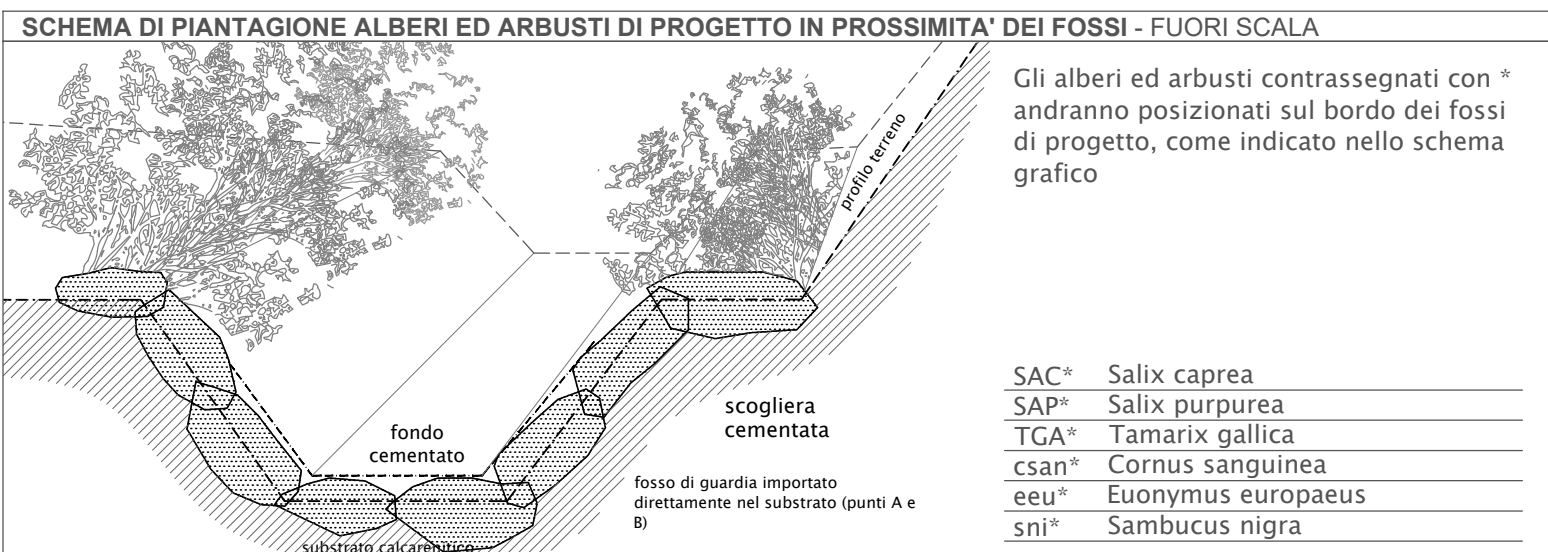 SCHEMA DI PIANTAGIONE ALBERI ED ARBUSTI DI PROGETTO IN PROSSIMITA' DEI FOSSI - FUORI SCALA
Gli alberi ed arbusti contrassegnati con *
andranno posizionati sul bordo dei fossi
di progetto, come indicato nello schema
grafico
profilo terreno
scogliera
cementata
fondo
cementato
fosso di guardia importato
direttamente nel substrato (punti A e
B)
substrato calcarenitico
SAC* Salix caprea
SAP* Salix purpurea
TGA* Tamarix gallica
csan* Cornus sanguinea
eeu* Euonymus europaeus
sni* Sambucus nigra